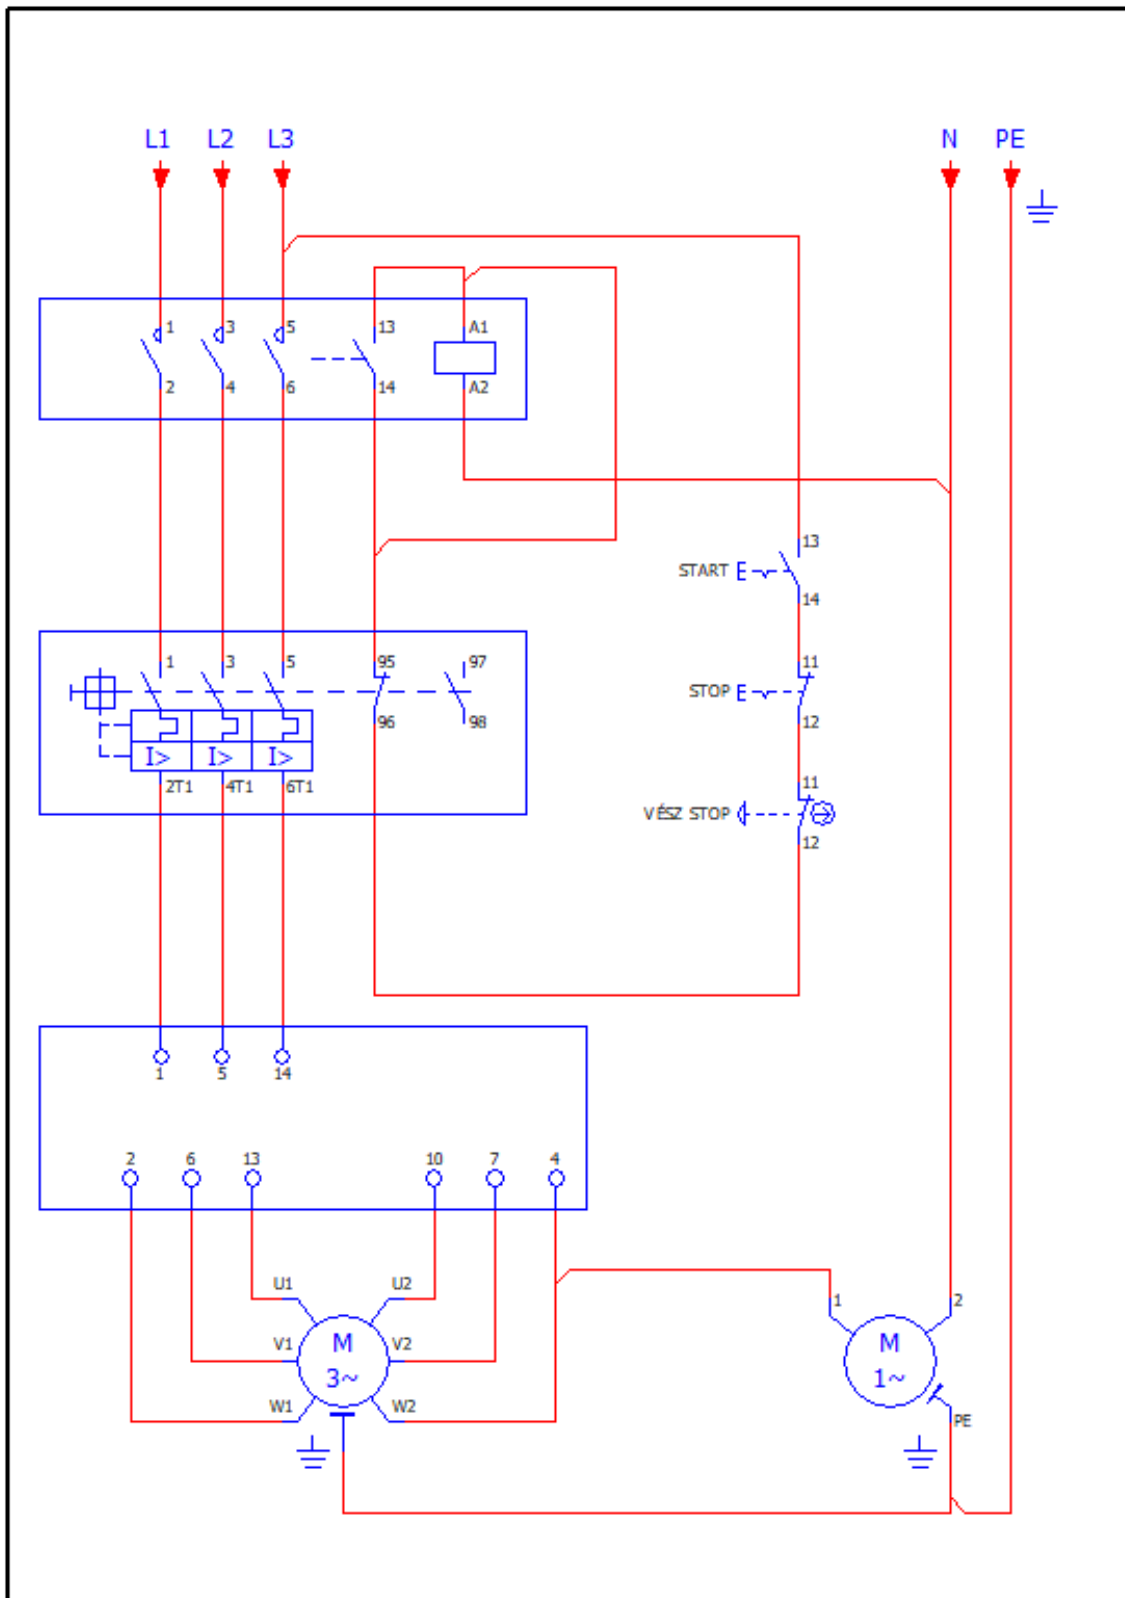 L1 L2 L3 N PE
1 3 5 13 A1
2 4 6 14 A2
13
START
14
1 3 5 95 97
11
STOP
96 98
12
I> I> I>
2T1 4T1 6T1
11
VÉSZ STOP
12
1 5 14
2 6 13 10 7 4
U1 U2
1 2
V1 M V2
3~
M
1~
W1 W2
PE